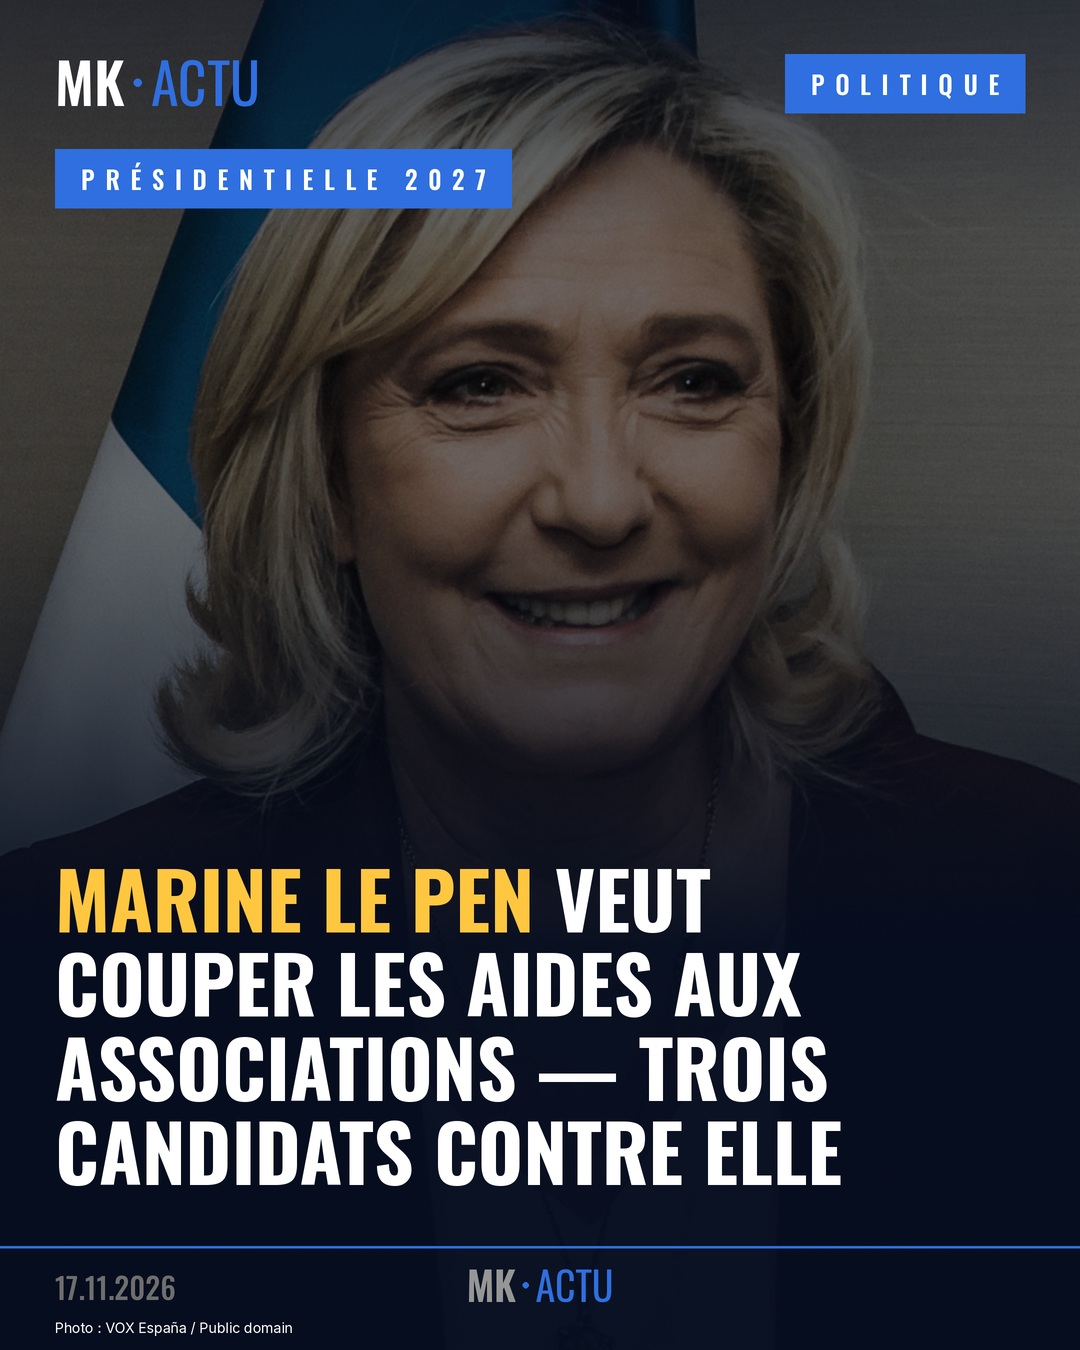 MK·ACTU
POLITIQUE
PRÉSIDENTIELLE 2027
MARINE LE PEN VEUT
COUPER LES AIDES AUX
ASSOCIATIONS — TROIS
CANDIDATS CONTRE ELLE
17.11.2026
MK·ACTU
Photo : VOX España / Public domain